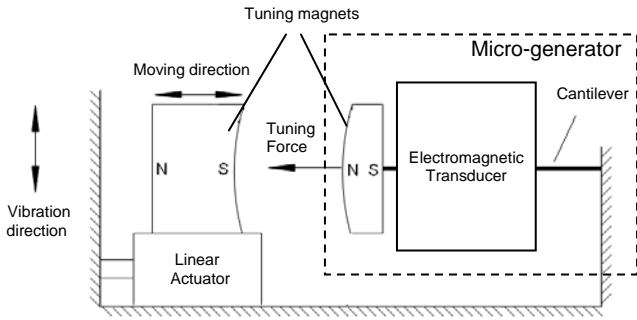 Tuning magnets
Micro-generator
Moving direction
Cantilever
Tuning
Force
N S
N S
Electromagnetic
Transducer
Vibration
direction
Linear
Actuator